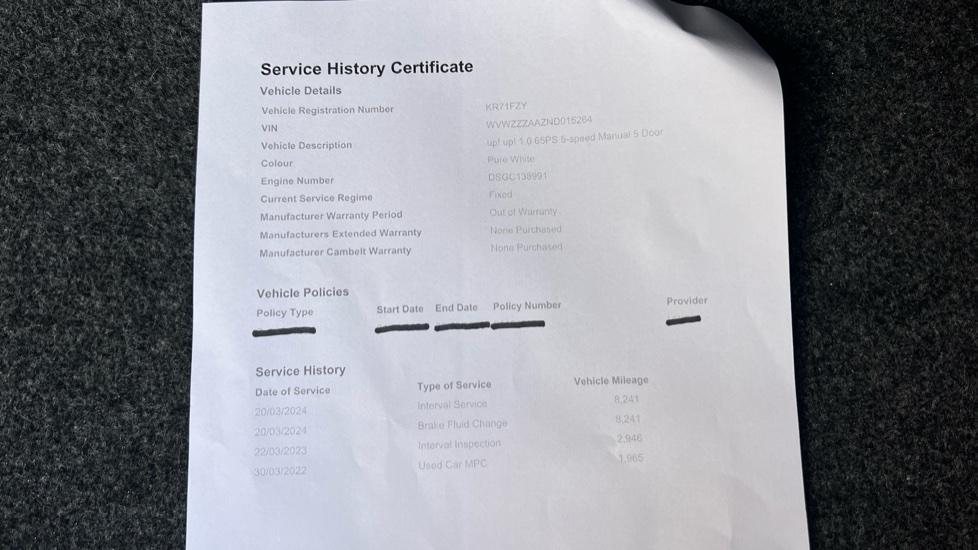 Service History Certificate
Vehicle Details
Vehicle Registration Number KR71FZY
VIN WVWZZZAAZND015264
Vehicle Description up! up! 1.0 65PS 5-speed Manual 5 Door
Colour Pure White
Engine Number DSGC138991
Current Service Regime Fixed
Manufacturer Warranty Period Out of Warranty
Manufacturers Extended Warranty None Purchased
Manufacturer Cambelt Warranty None Purchased
Vehicle Policies
Policy Type Start Date End Date Policy Number Provider
Service History
Date of Service Type of Service Vehicle Mileage
20/03/2024 Interval Service 8,241
20/03/2024 Brake Fluid Change 8,241
22/03/2023 Interval Inspection 2,946
30/03/2022 Used Car MPC 1,965